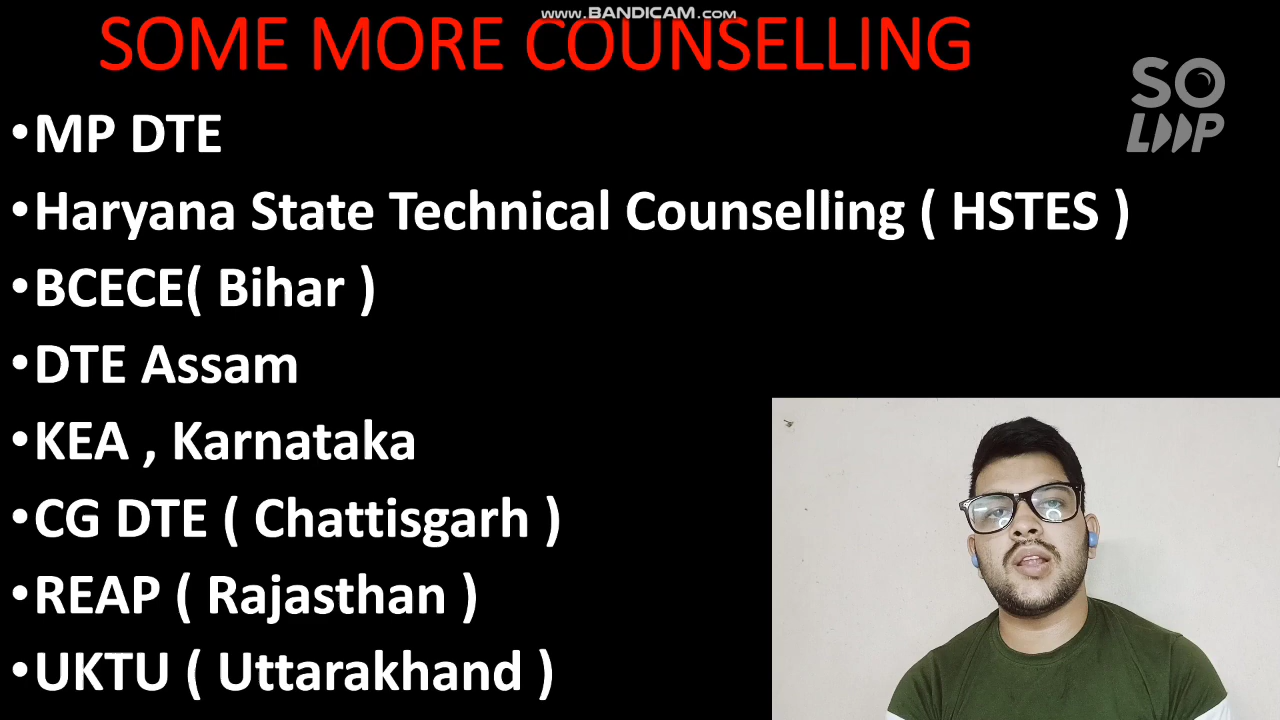 www.BANDICAM.com
SOME MORE COUNSELLING
SO
LOOP
•MP DTE
•Haryana State Technical Counselling ( HSTES )
•BCECE( Bihar )
•DTE Assam
•KEA , Karnataka
•CG DTE ( Chattisgarh )
•REAP ( Rajasthan )
•UKTU ( Uttarakhand )